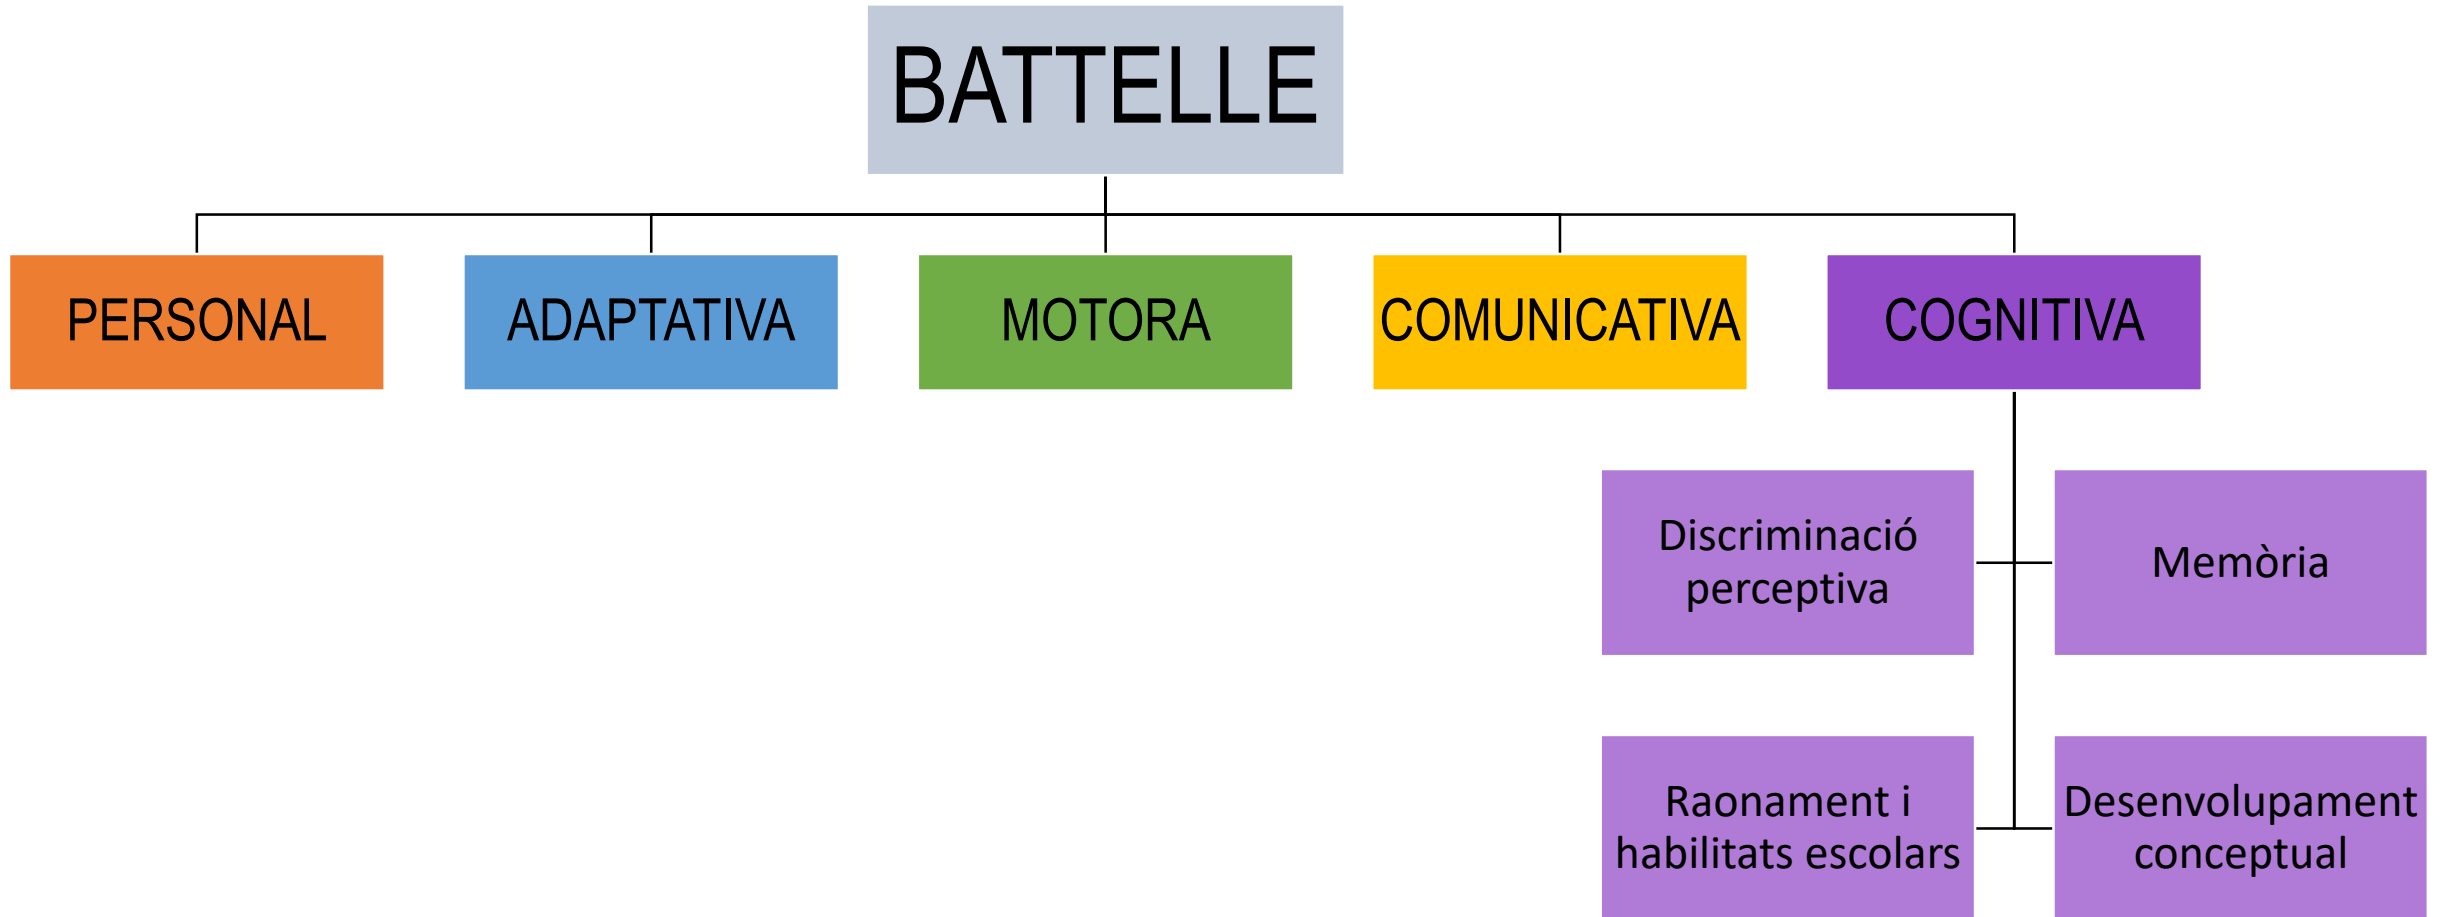 BATTELLE
PERSONAL
ADAPTATIVA
MOTORA
COMUNICATIVA
COGNITIVA
Discriminació
perceptiva
Memòria
Raonament i
habilitats escolars
Desenvolupament
conceptual